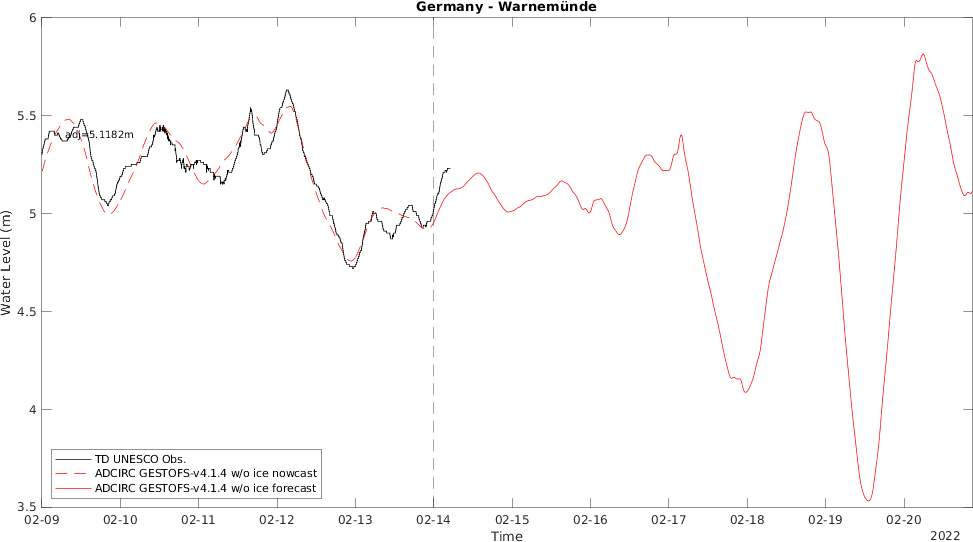 Germany - Warnemünde
6
5.5
5
4.5
4
3.5
Water Level (m)
adj=5.1182m
TD UNESCO Obs.
ADCIRC GESTOFS-v4.1.4 w/o ice nowcast
ADCIRC GESTOFS-v4.1.4 w/o ice forecast
02-09 02-10 02-11 02-12 02-13 02-14 02-15 02-16 02-17 02-18 02-19 02-20
Time
2022